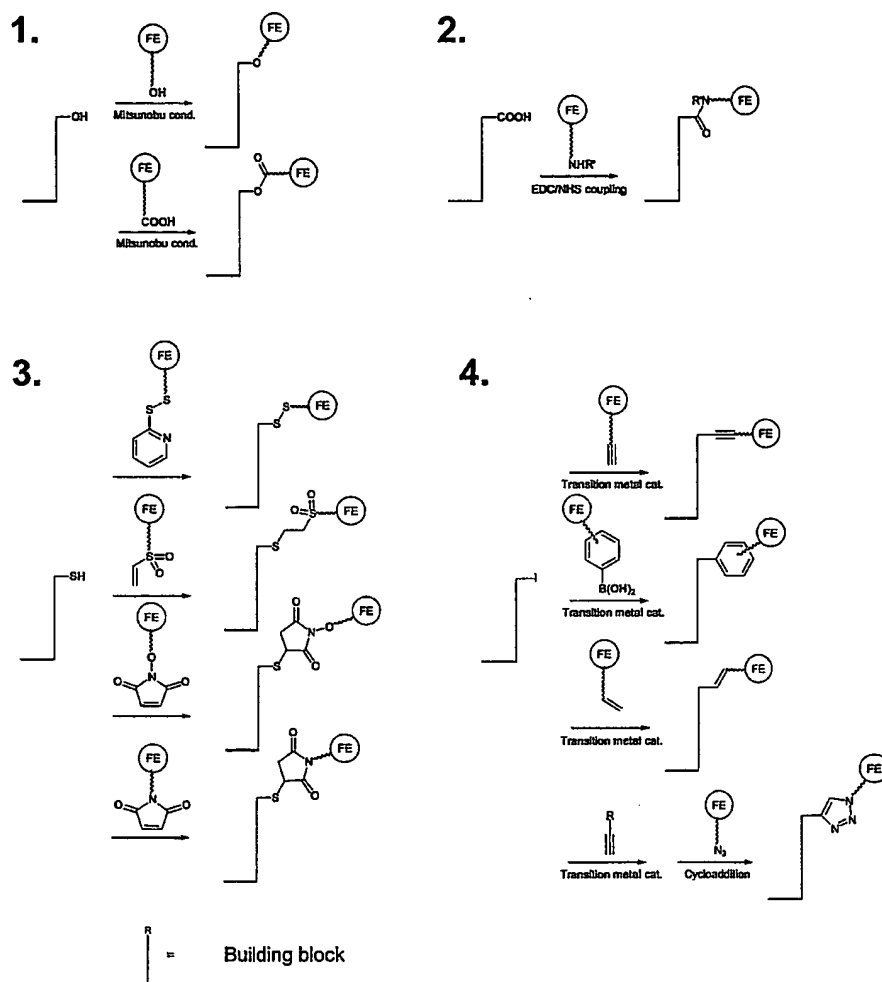 1.
FE
OH
Mitsunobu cond.
OH
FE
O
FE
COOH
Mitsunobu cond.
O
O
FE
2.
COOH
FE
NHR'
EDC/NHS coupling
R'
N
FE
O
3.
SH
FE
S
S
N
S
S
FE
FE
S
O
O
O
O
S
FE
S
FE
O
O
N
O
O
N
O
FE
S
O
FE
O
N
O
O
N
FE
S
O
4.
FE
Transition metal cat.
FE
FE
B(OH)2
Transition metal cat.
FE
FE
Transition metal cat.
FE
R
Transition metal cat.
FE
N3
Cycloaddition
FE
N
N
N
R
=
Building block